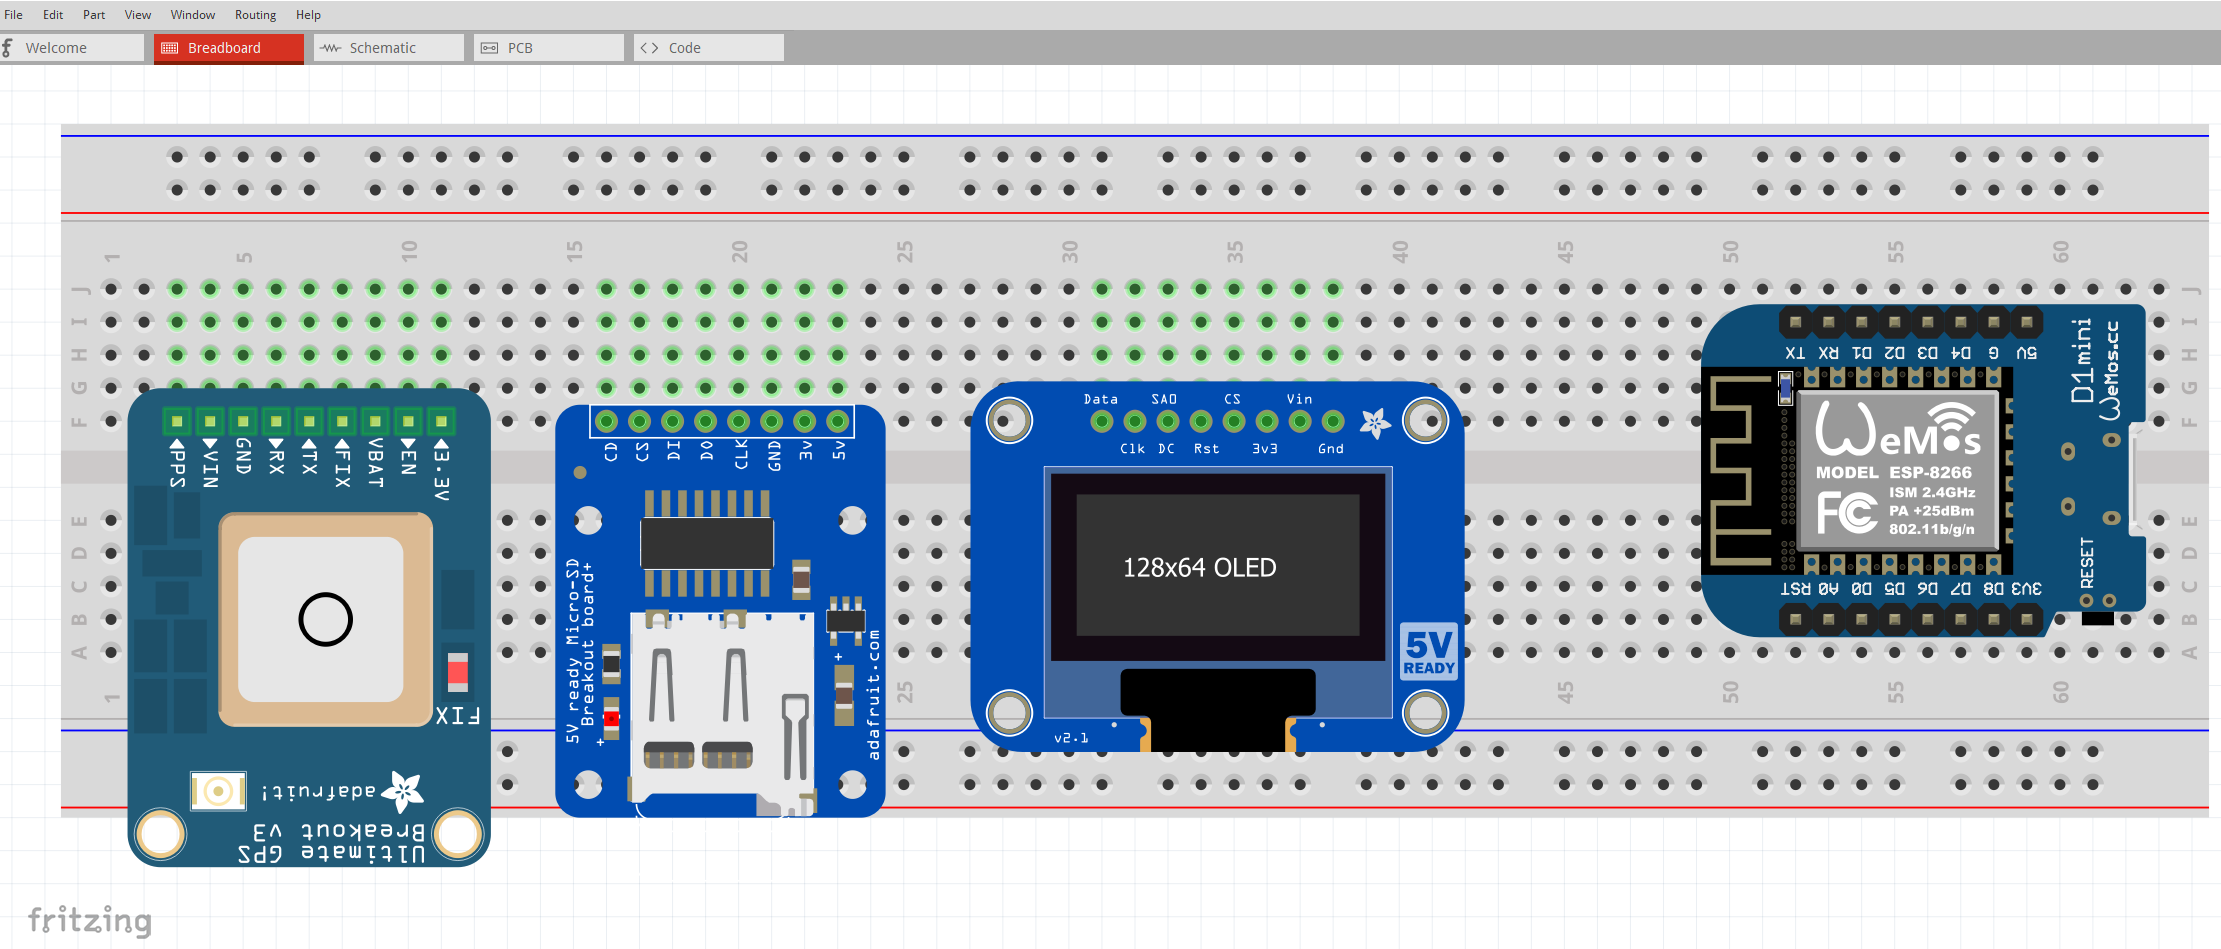 File Edit Part View Window Routing Help
Welcome Breadboard Schematic PCB Code
1 5 10 15 20 25 30 35 40 45 50 55 60
J J
I I
H H
G G
F F
E E
D D
C C
B B
A A
1 25 45 50 55 60
PPS VIN GND RX TX FIX VBAT EN 3.3V
FIX
adafruit!
Ultimate GPS
Breakout v3
CD CS DI DO CLK GND 3v 5v
5V ready Micro-SD
Breakout board+
+
+
adafruit.com
Data SAO CS Vin
Clk DC Rst 3v3 Gnd
128x64 OLED
5V
READY
v2.1
TX RX D1 D2 D3 D4 G 5V
D1mini
WeMos.cc
WeMos
MODEL ESP-8266
FC
ISM 2.4GHz
PA +25dBm
802.11b/g/n
RESET
RST A0 D0 D5 D6 D7 D8 3V3
fritzing